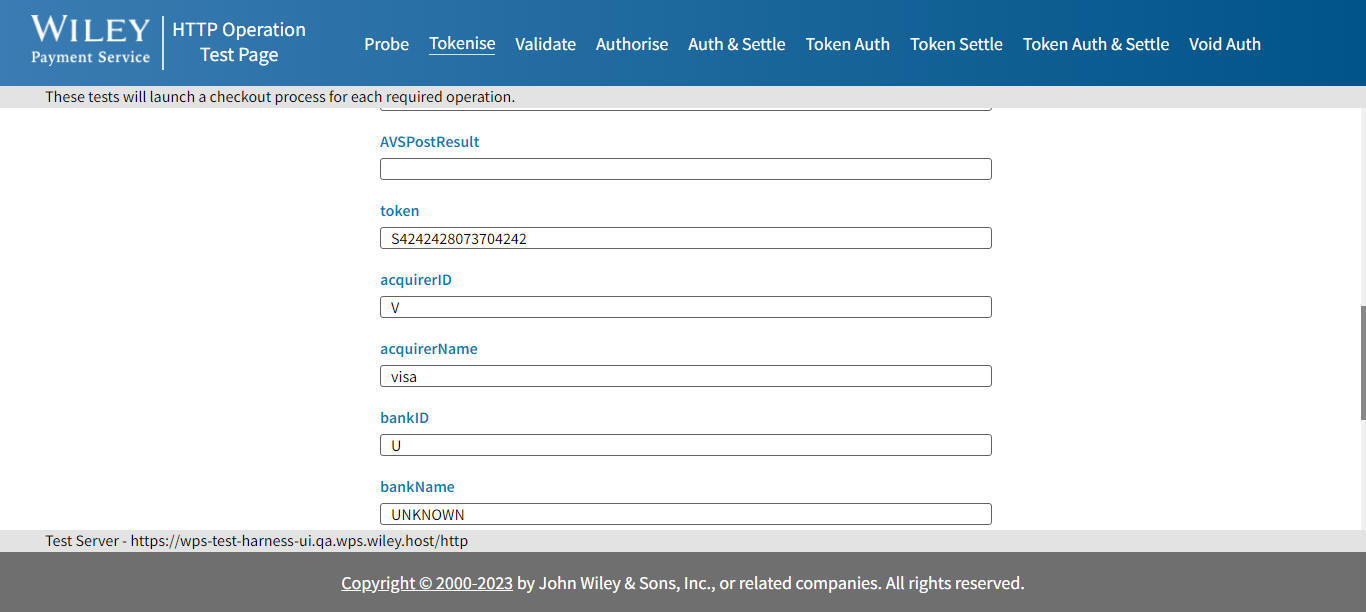 WILEY
Payment Service
HTTP Operation
Test Page
Probe Tokenise Validate Authorise Auth & Settle Token Auth Token Settle Token Auth & Settle Void Auth
These tests will launch a checkout process for each required operation.
AVSPostResult
token
S4242428073704242
acquirerID
V
acquirerName
visa
bankID
U
bankName
UNKNOWN
Test Server - https://wps-test-harness-ui.qa.wps.wiley.host/http
Copyright © 2000-2023 by John Wiley & Sons, Inc., or related companies. All rights reserved.